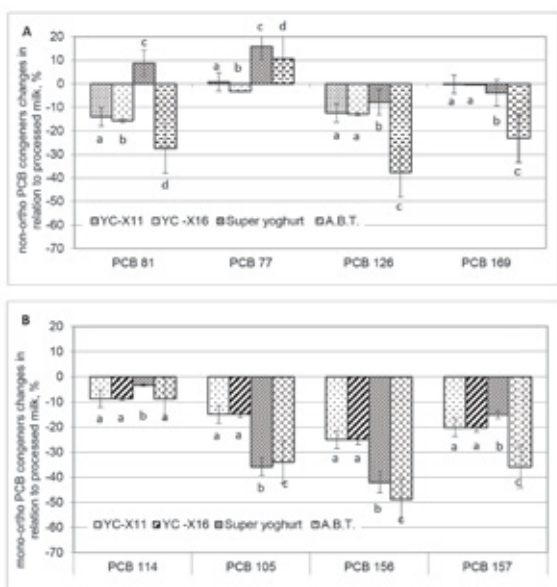 A
non-ortho PCB congeners changes in
relation to processed milk, %
20
10
0
-10
-20
-30
-40
-50
-60
-70
a
b
c
d
a
b
c
d
a
a
b
c
a
a
b
c
YC-X11 YC -X16 Super yoghurt A.B.T.
PCB 81 PCB 77 PCB 126 PCB 169
B
mono-ortho PCB congeners changes in
relation to processed milk, %
20
10
0
-10
-20
-30
-40
-50
-60
-70
a
a
b
a
a
a
b
c
a
a
b
c
a
a
b
c
YC-X11 YC -X16 Super yoghurt A.B.T.
PCB 114 PCB 105 PCB 156 PCB 157